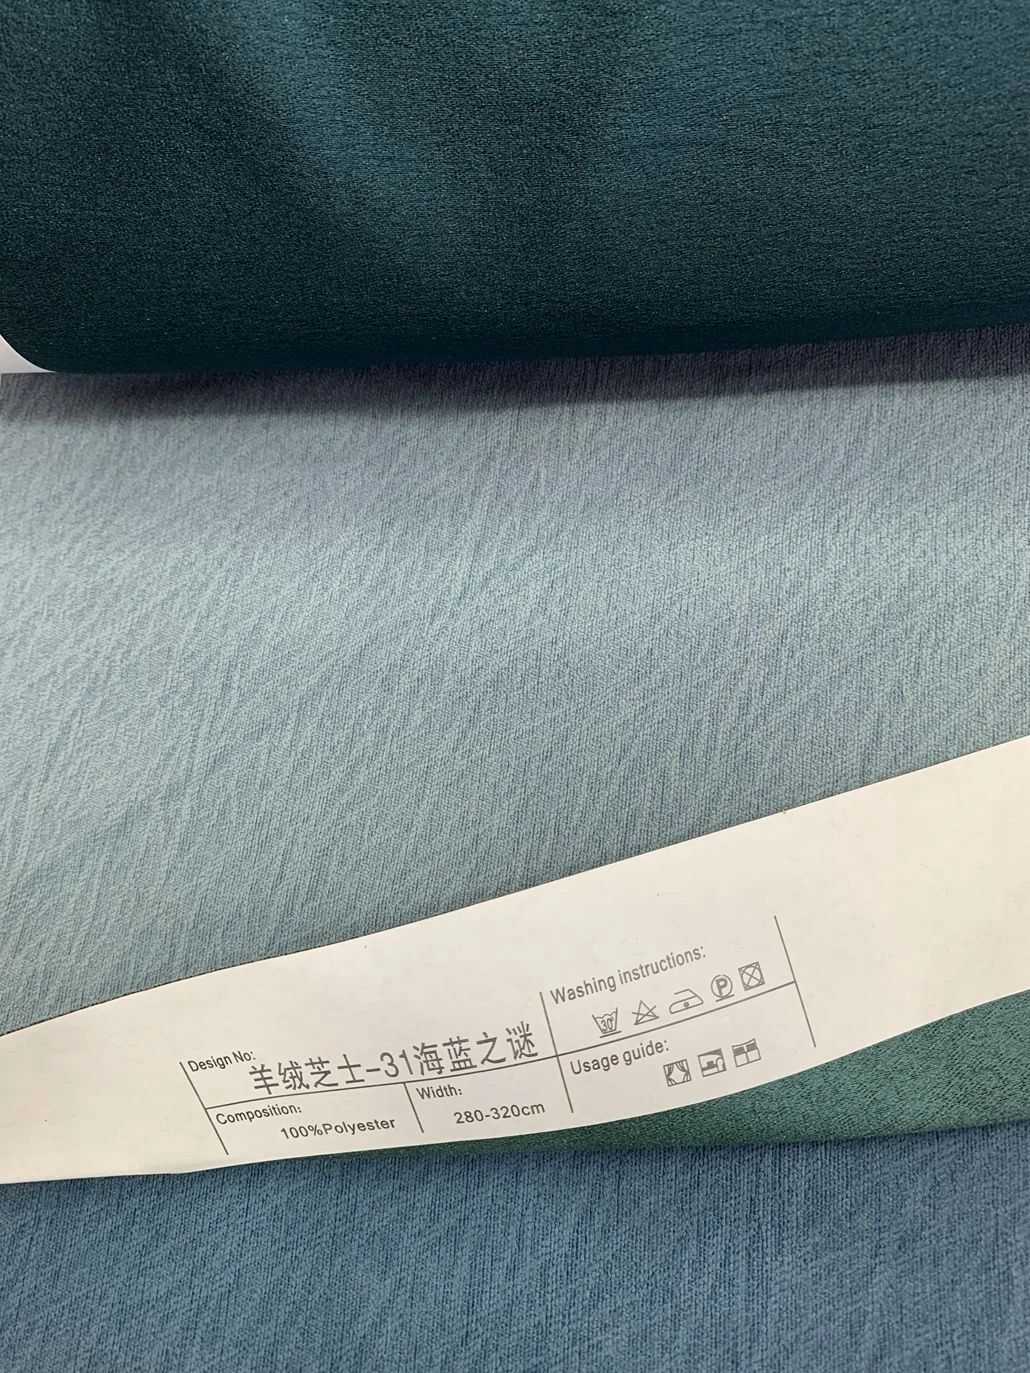 Design No:
羊绒芝士-31海蓝之谜
Composition:
100%Polyester
Width:
280-320cm
Washing instructions:
30°
P
Usage guide: